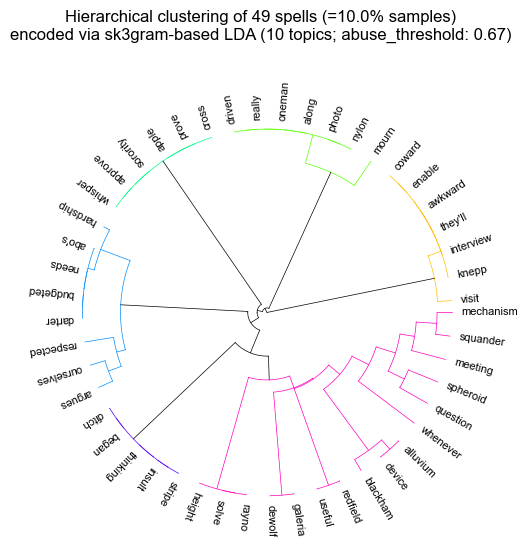 Hierarchical clustering of 49 spells (=10.0% samples)
encoded via sk3gram-based LDA (10 topics; abuse_threshold: 0.67)
mechanism
visit
knepp
interview
they'll
awkward
enable
coward
mourn
nylon
photo
along
oneman
really
driven
cross
prove
apple
sorority
approve
whisper
hardship
abo's
needs
budgeted
darter
respected
ourselves
argues
ditch
began
thinking
insult
stripe
height
solve
rayno
dewolf
galeria
useful
redfield
blackham
device
alluvium
whenever
question
spheroid
meeting
squander